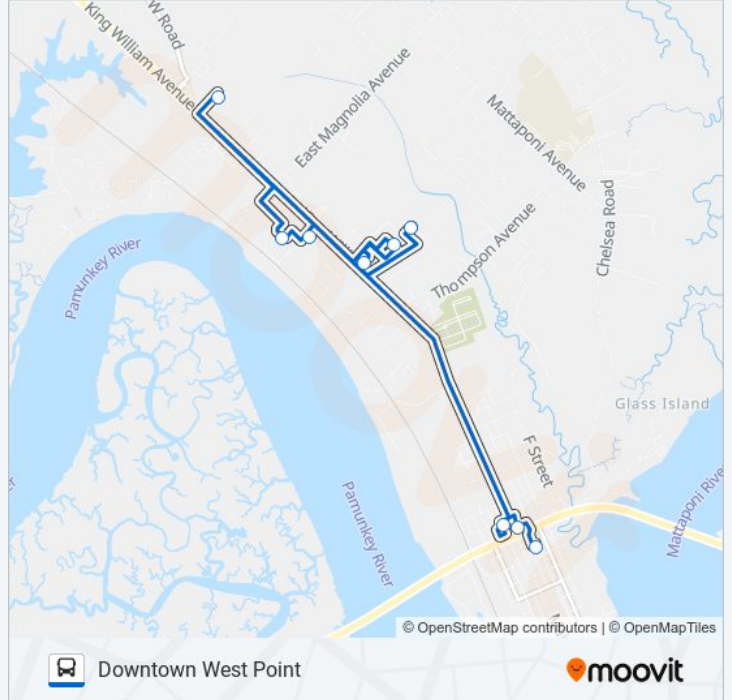 W Road
King William Avenue
East Magnolia Avenue
Mattaponi Avenue
Chelsea Road
Thompson Avenue
Pamunkey River
Glass Island
F Street
Pamunkey River
Mattaponi River
© OpenStreetMap contributors | © OpenMapTiles
Downtown West Point
moovit